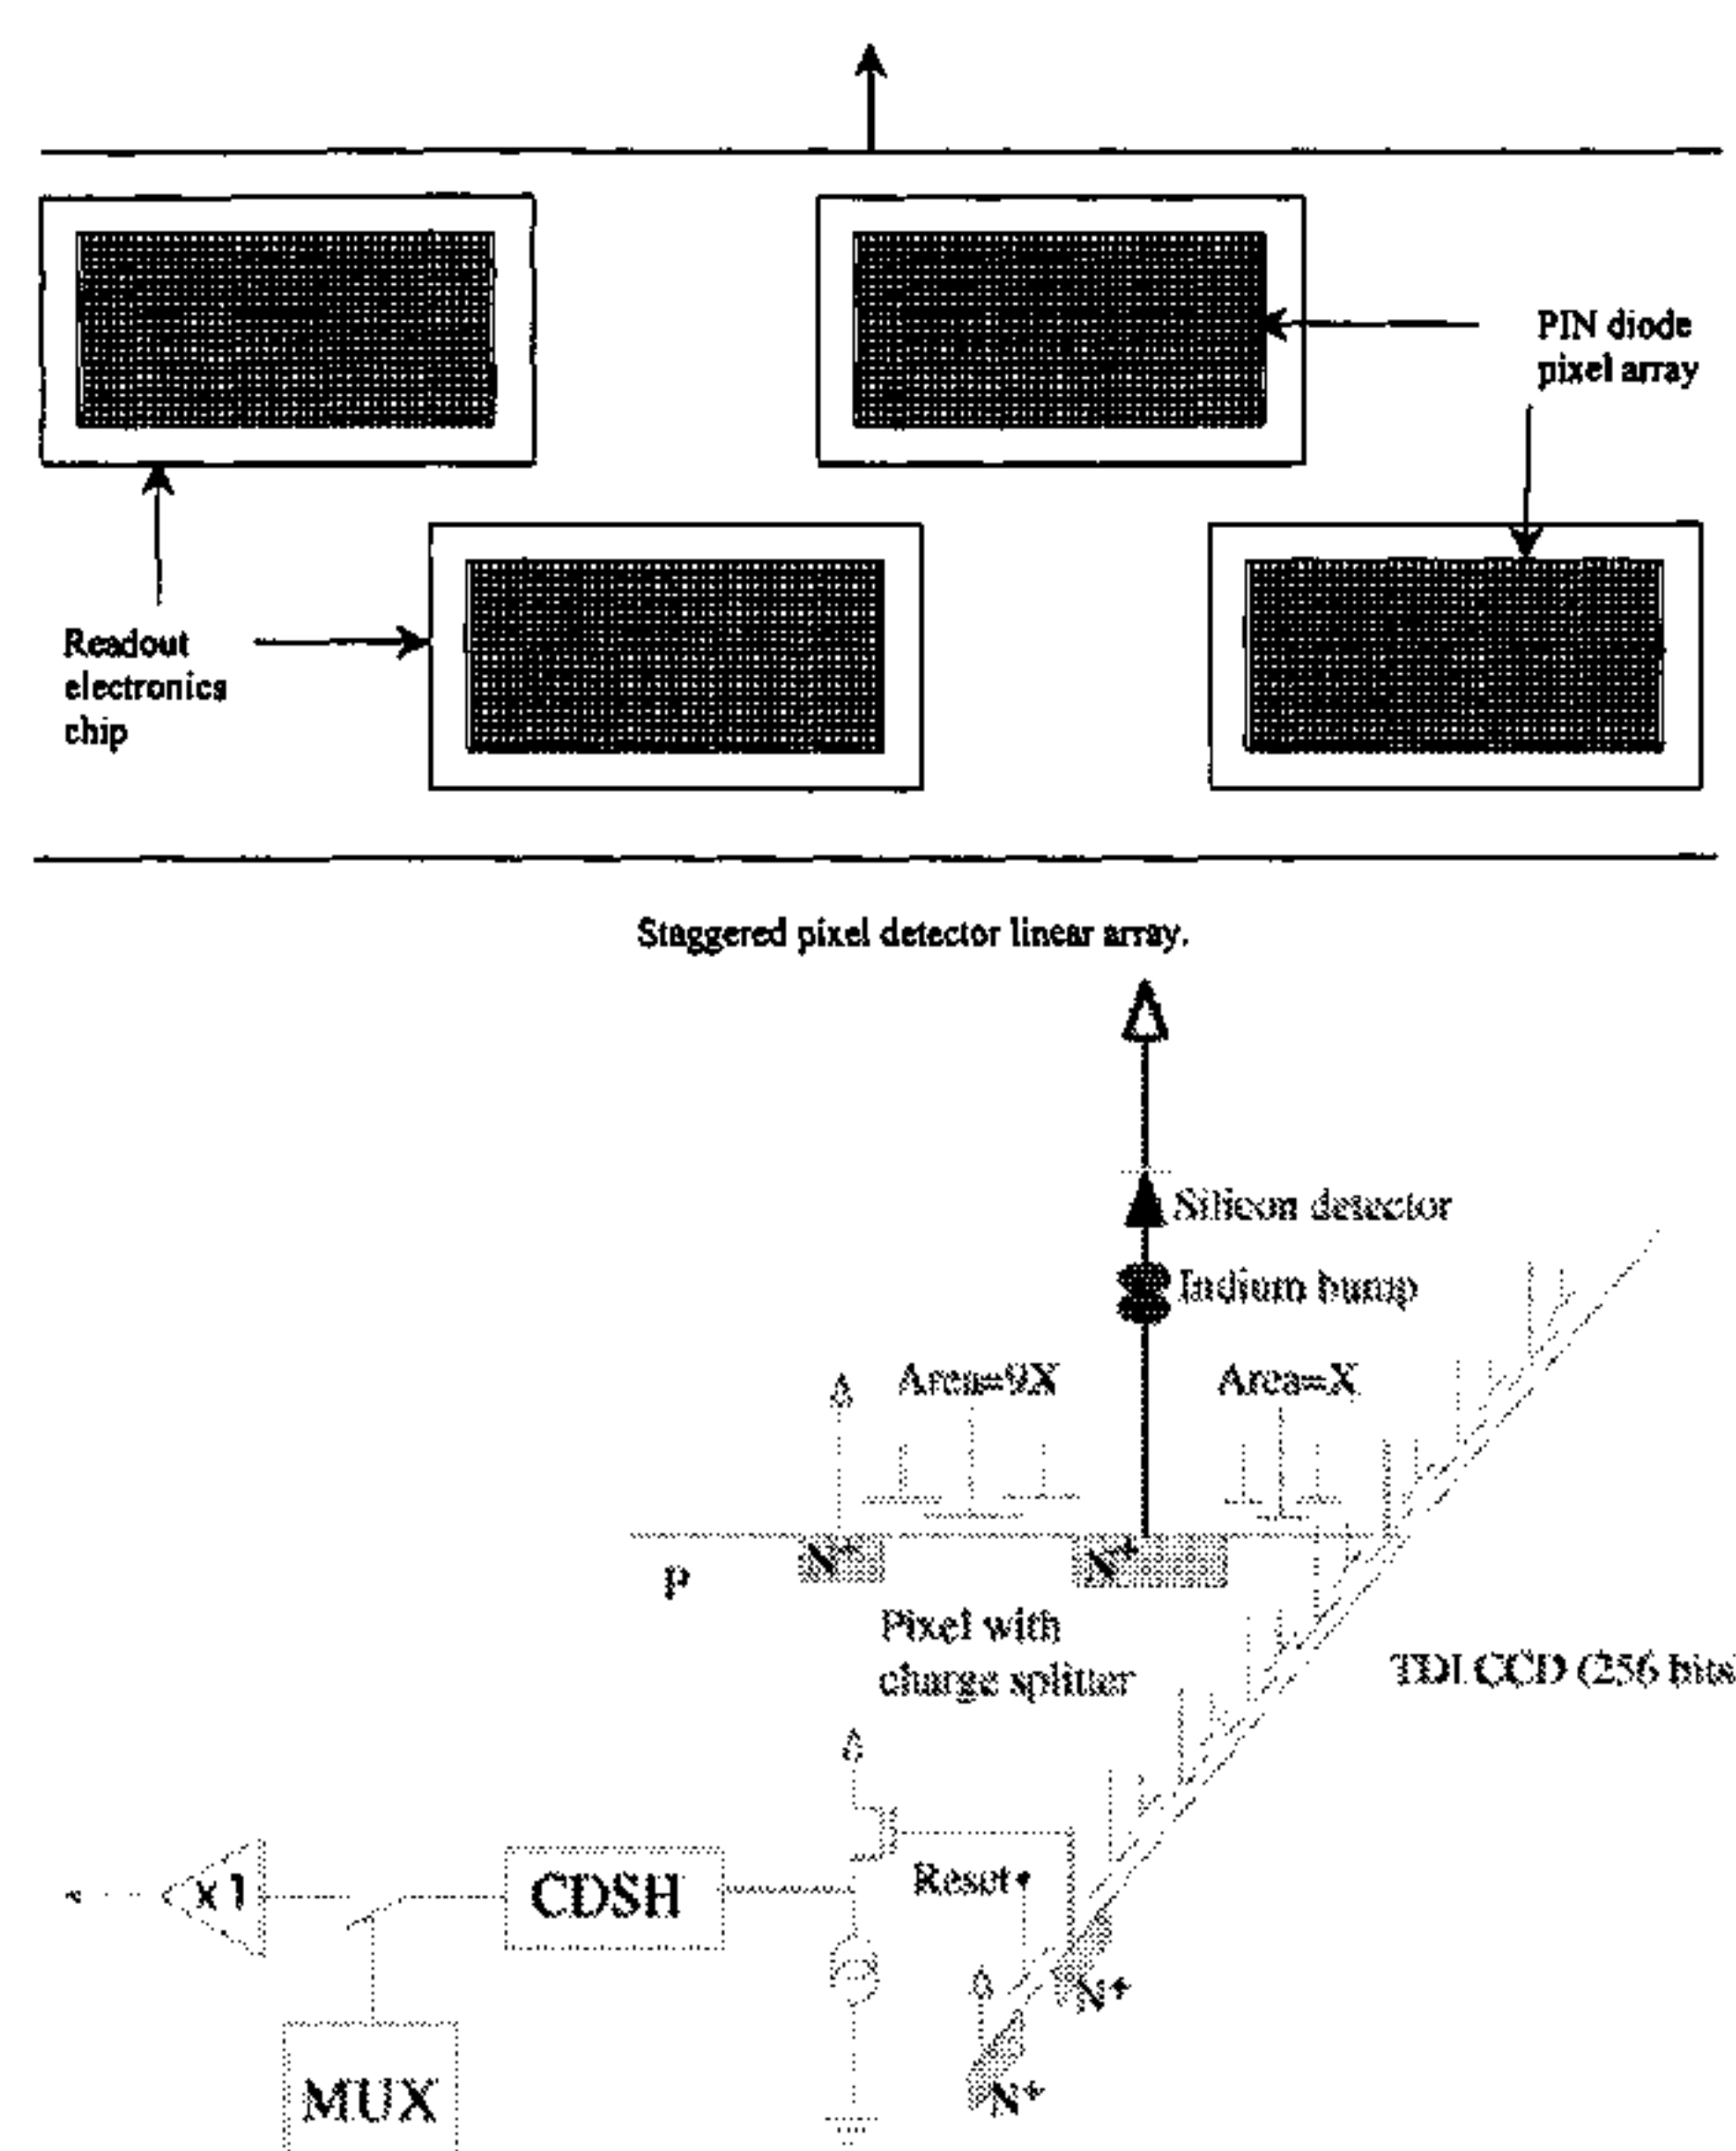 PIN diode
pixel array
Readout
electronics
chip
Staggered pixel detector linear array.
Silicon detector
Indium bump
Area=9X
Area=X
N+
N+
P
Pixel with
charge splitter
TDI CCD (256 bits
x1
CDSH
Reset
N+
MUX
N+